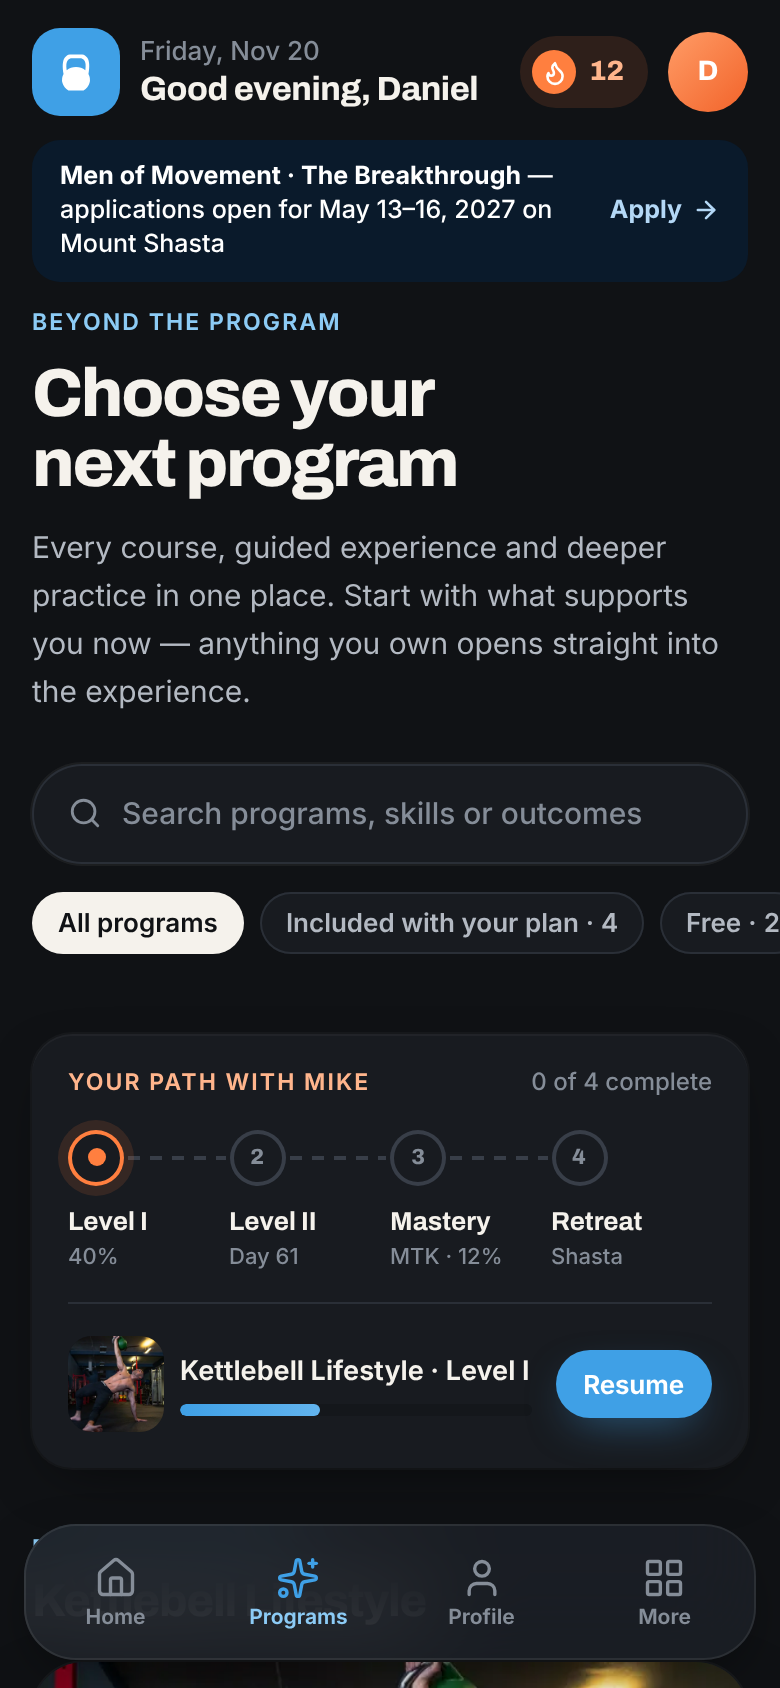 Friday, Nov 20
Good evening, Daniel
12
D
Men of Movement · The Breakthrough —
applications open for May 13–16, 2027 on
Mount Shasta
Apply →
BEYOND THE PROGRAM
Choose your
next program
Every course, guided experience and deeper
practice in one place. Start with what supports
you now — anything you own opens straight into
the experience.
Search programs, skills or outcomes
All programs
Included with your plan · 4
Free · 2
YOUR PATH WITH MIKE
0 of 4 complete
2
3
4
Level I
Level II
Mastery
Retreat
40%
Day 61
MTK · 12%
Shasta
Kettlebell Lifestyle · Level I
Resume
Kettlebell Lifestyle
Home
Programs
Profile
More